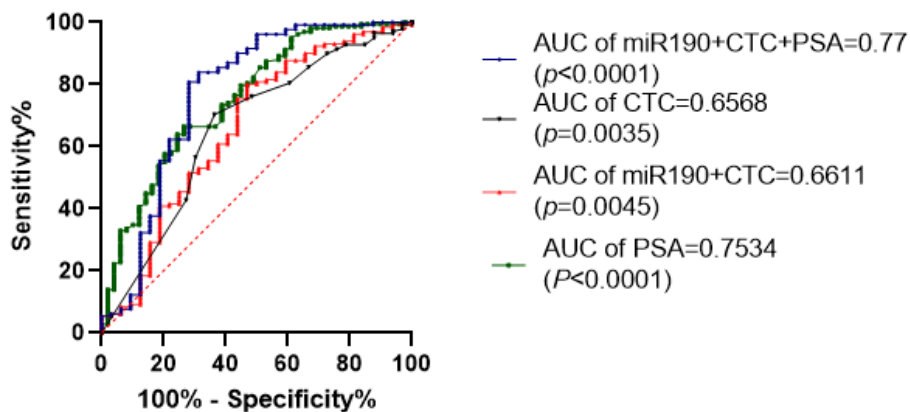 100
80
60
40
20
0
Sensitivity%
0 20 40 60 80 100
100% - Specificity%
AUC of miR190+CTC+PSA=0.77
(p<0.0001)
AUC of CTC=0.6568
(p=0.0035)
AUC of miR190+CTC=0.6611
(p=0.0045)
AUC of PSA=0.7534
(P<0.0001)